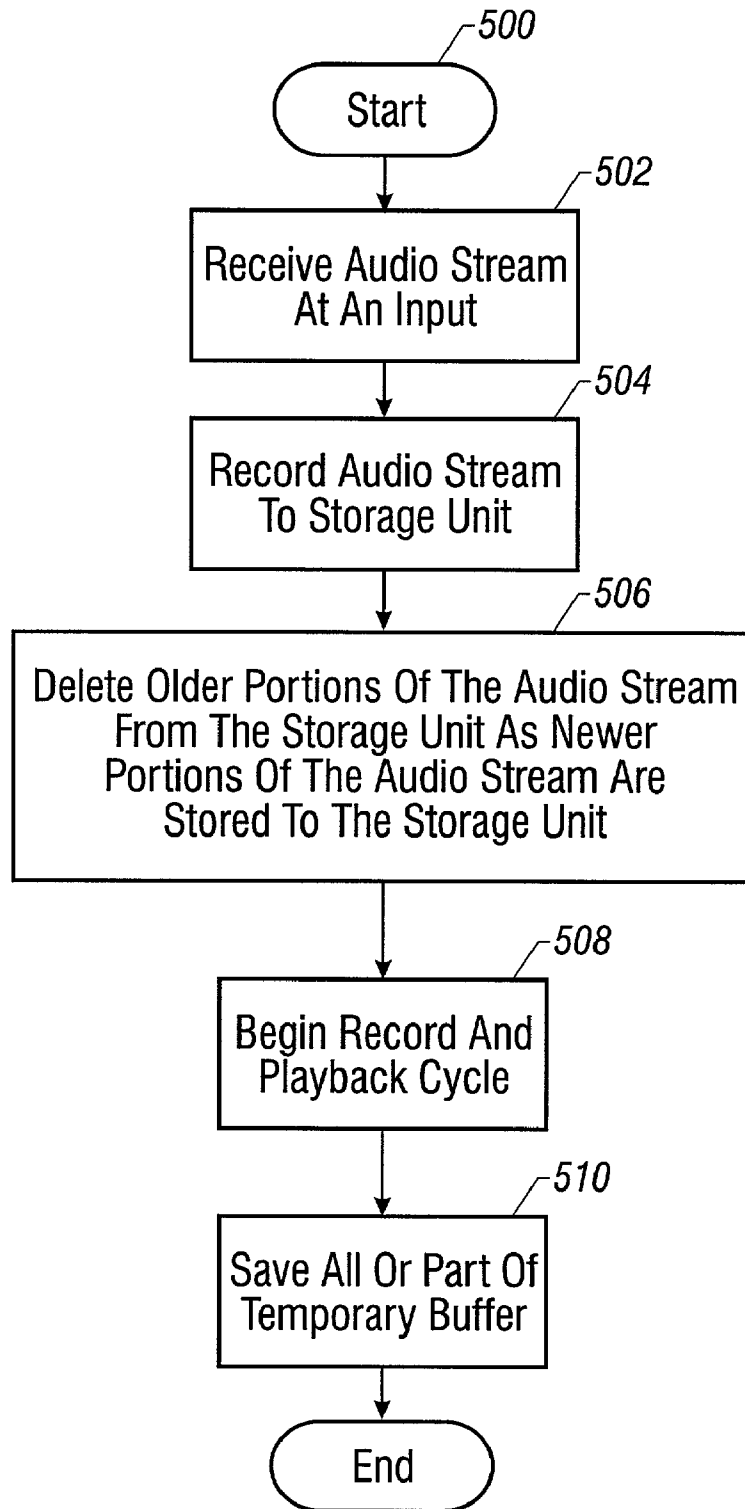 500
Start
502
Receive Audio Stream
At An Input
504
Record Audio Stream
To Storage Unit
506
Delete Older Portions Of The Audio Stream
From The Storage Unit As Newer
Portions Of The Audio Stream Are
Stored To The Storage Unit
508
Begin Record And
Playback Cycle
510
Save All Or Part Of
Temporary Buffer
End